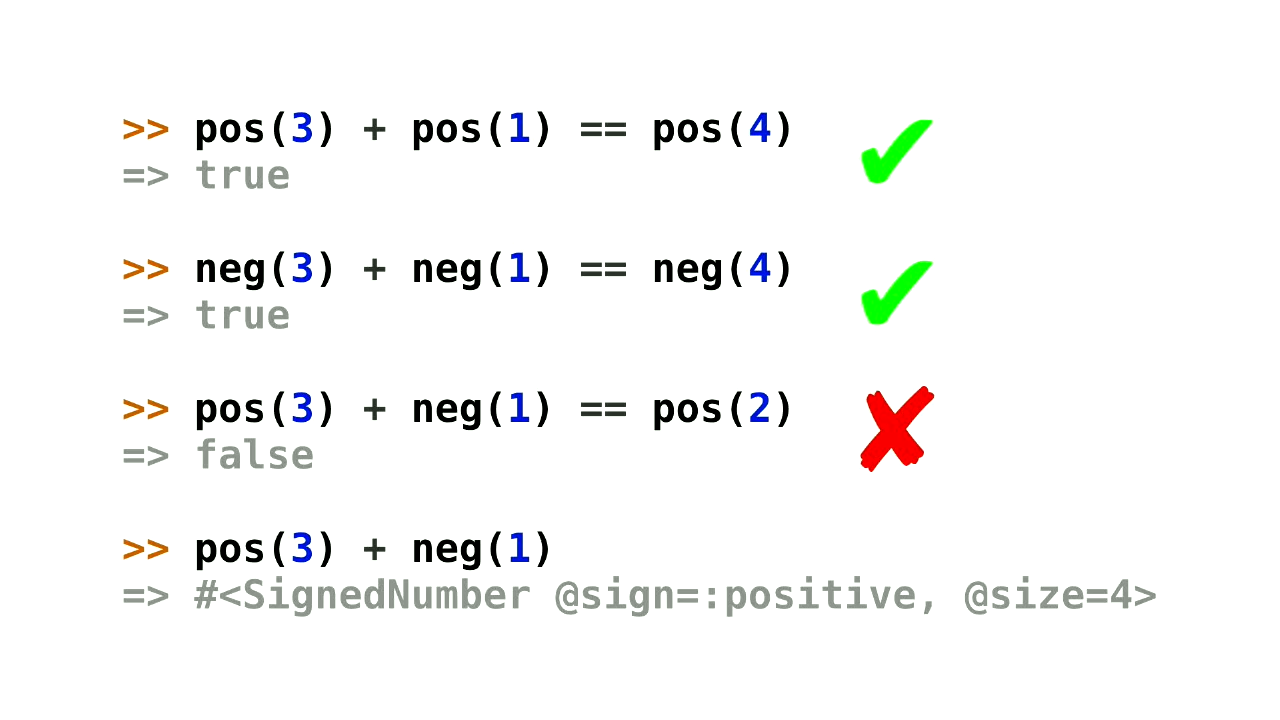 >> pos(3) + pos(1) == pos(4)
=> true
>> neg(3) + neg(1) == neg(4)
=> true
>> pos(3) + neg(1) == pos(2)
=> false
>> pos(3) + neg(1)
=> #<SignedNumber @sign=:positive, @size=4>